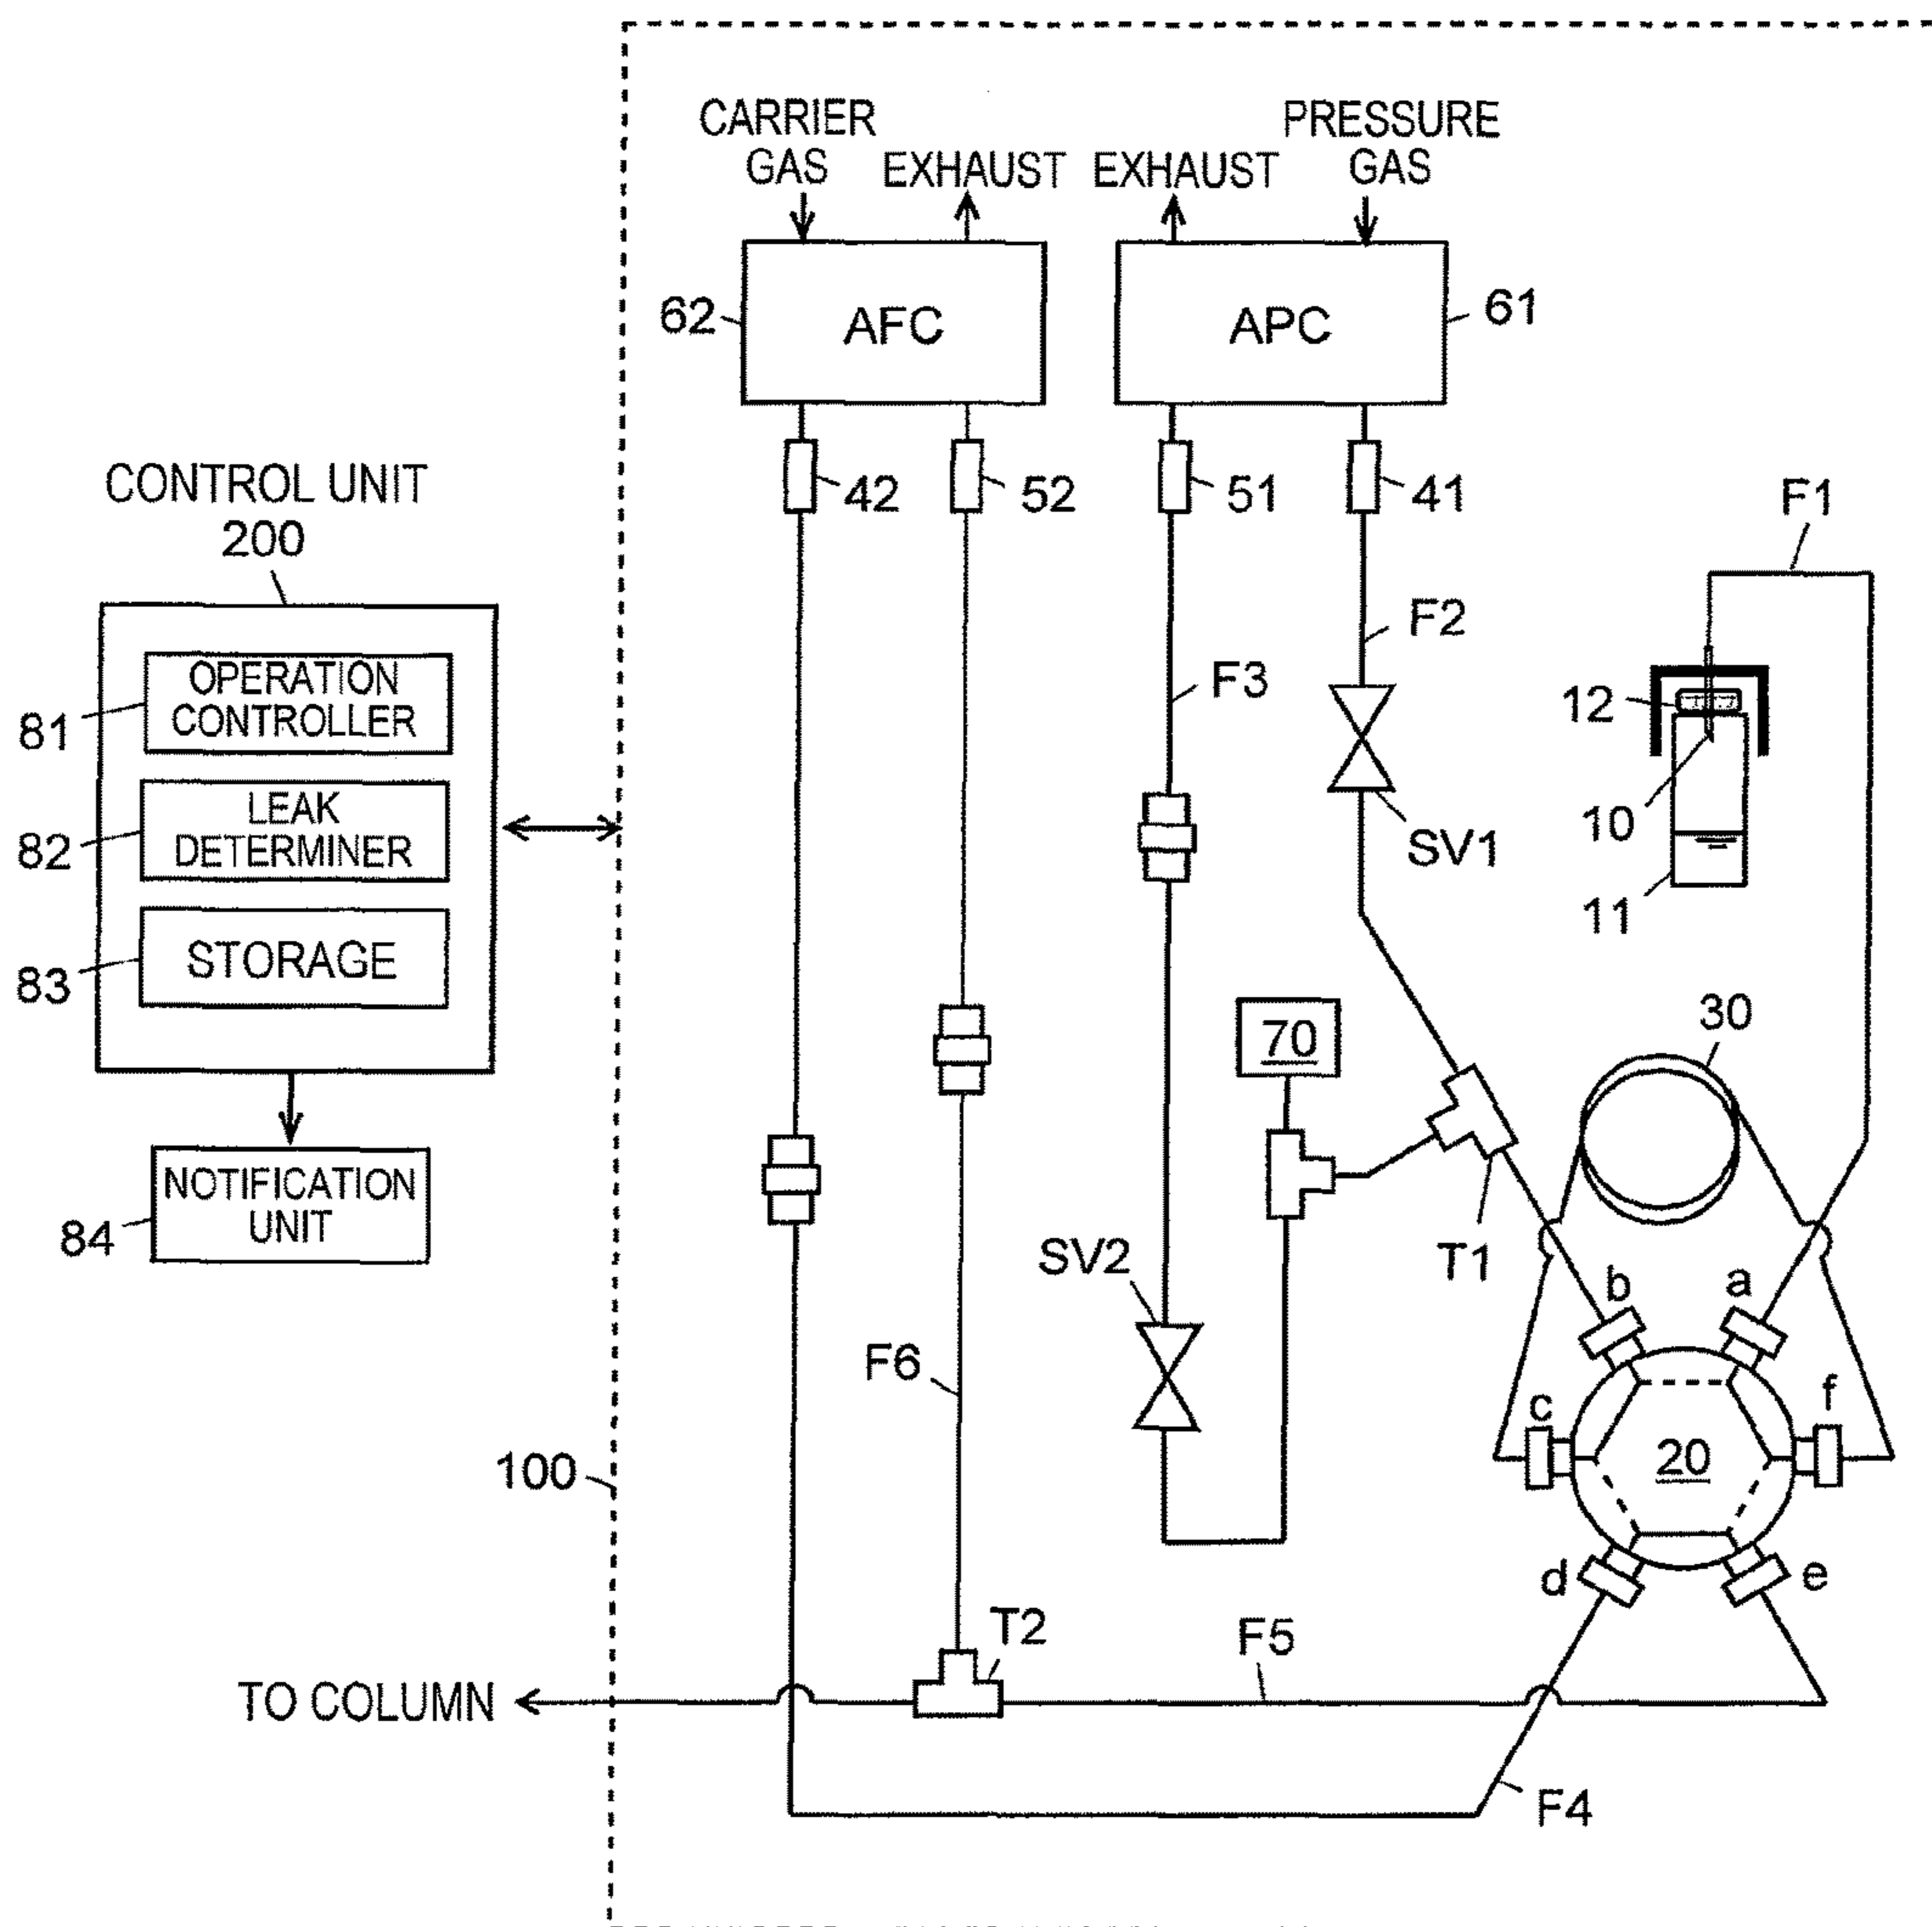 CARRIER
GAS
EXHAUST
EXHAUST
PRESSURE
GAS
62
AFC
APC
61
42
52
51
41
CONTROL UNIT
200
F1
F2
F3
81
OPERATION
CONTROLLER
82
LEAK
DETERMINER
83
STORAGE
84
NOTIFICATION
UNIT
12
10
11
SV1
30
70
T1
SV2
b
a
F6
c
f
20
100
d
e
T2
F5
TO COLUMN
F4